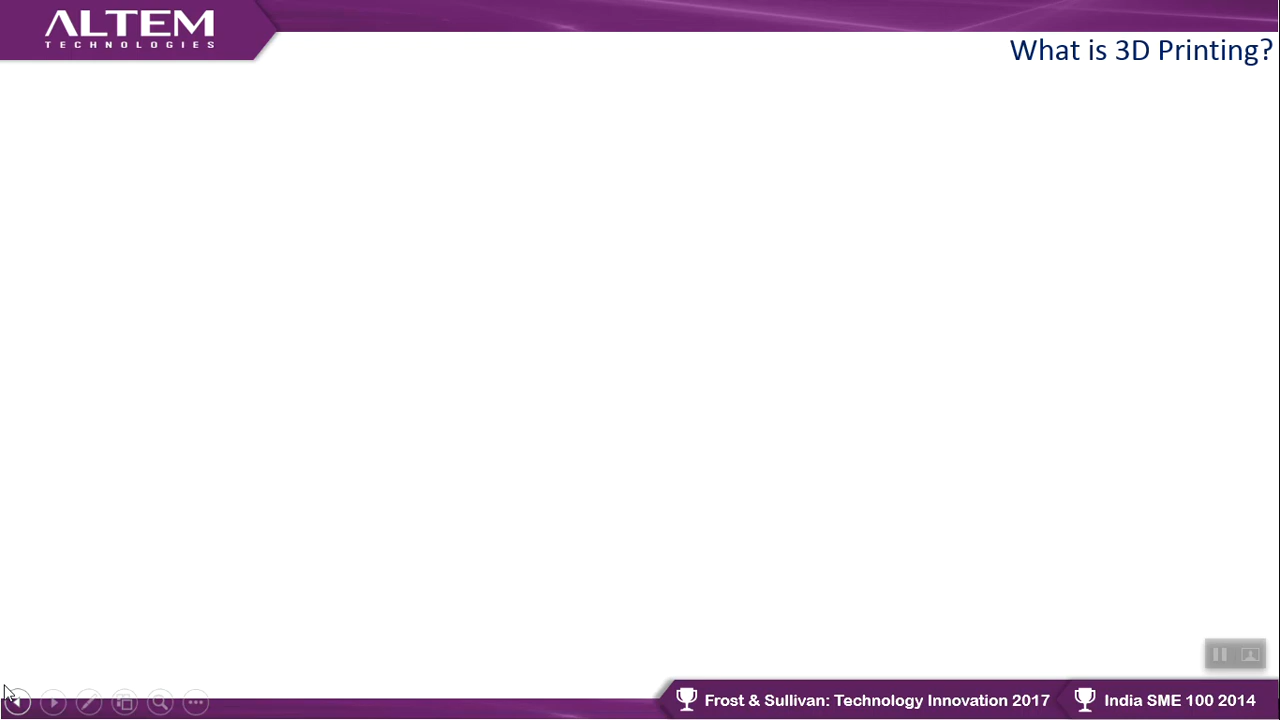 ALTEM
TECHNOLOGIES
What is 3D Printing?
Frost & Sullivan: Technology Innovation 2017
India SME 100 2014